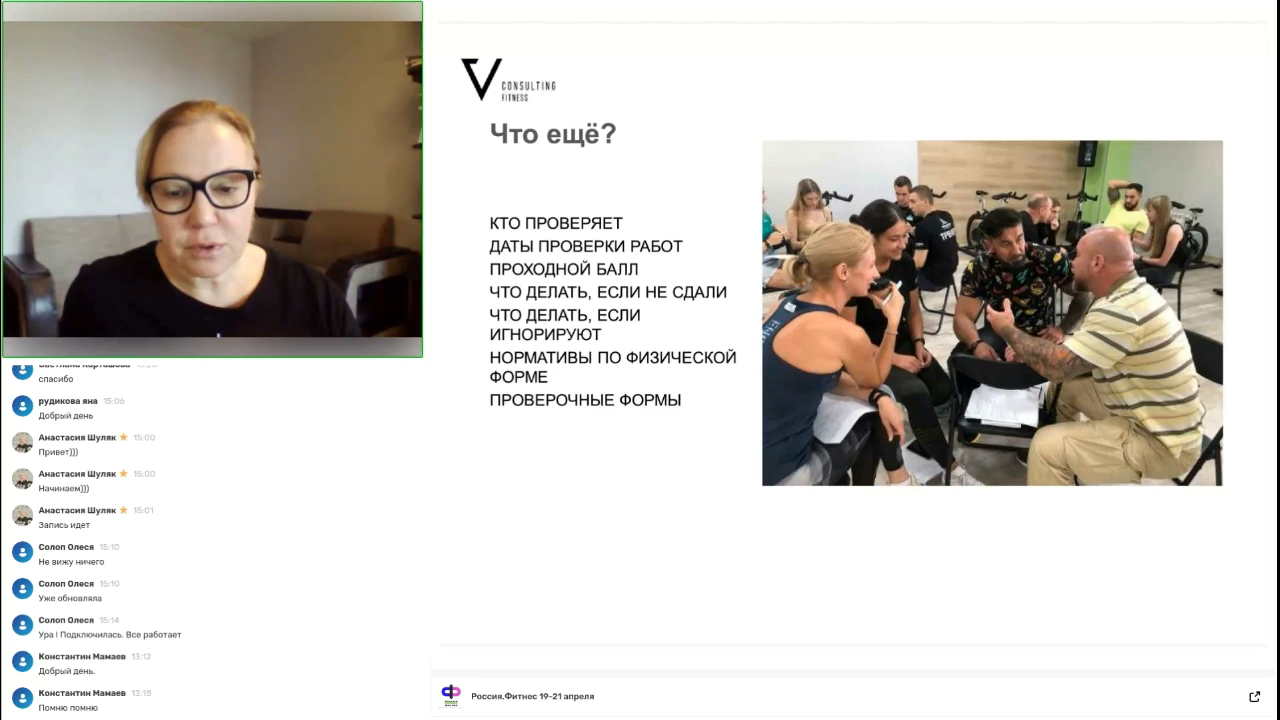 CONSULTING
FITNESS
Что ещё?
КТО ПРОВЕРЯЕТ
ДАТЫ ПРОВЕРКИ РАБОТ
ПРОХОДНОЙ БАЛЛ
ЧТО ДЕЛАТЬ, ЕСЛИ НЕ СДАЛИ
ЧТО ДЕЛАТЬ, ЕСЛИ
ИГНОРИРУЮТ
НОРМАТИВЫ ПО ФИЗИЧЕСКОЙ
ФОРМЕ
ПРОВЕРОЧНЫЕ ФОРМЫ
спасибо
рудикова яна 15:06
Добрый день
Анастасия Шуляк 15:00
Привет)))
Анастасия Шуляк 15:00
Начинаем)))
Анастасия Шуляк 15:01
Запись идет
Солоп Олеся 15:10
Не вижу ничего
Солоп Олеся 15:10
Уже обновляла
Солоп Олеся 15:14
Ура ! Подключилась. Все работает
Константин Мамаев 13:12
Добрый день.
Константин Мамаев 13:18
Помню помню
Россия.Фитнес 19-21 апреля